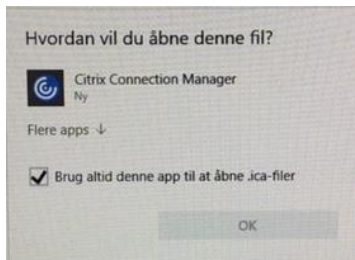 Hvordan vil du åbne denne fil?
Citrix Connection Manager
Ny
Flere apps ↓
Brug altid denne app til at åbne .ica-filer
OK